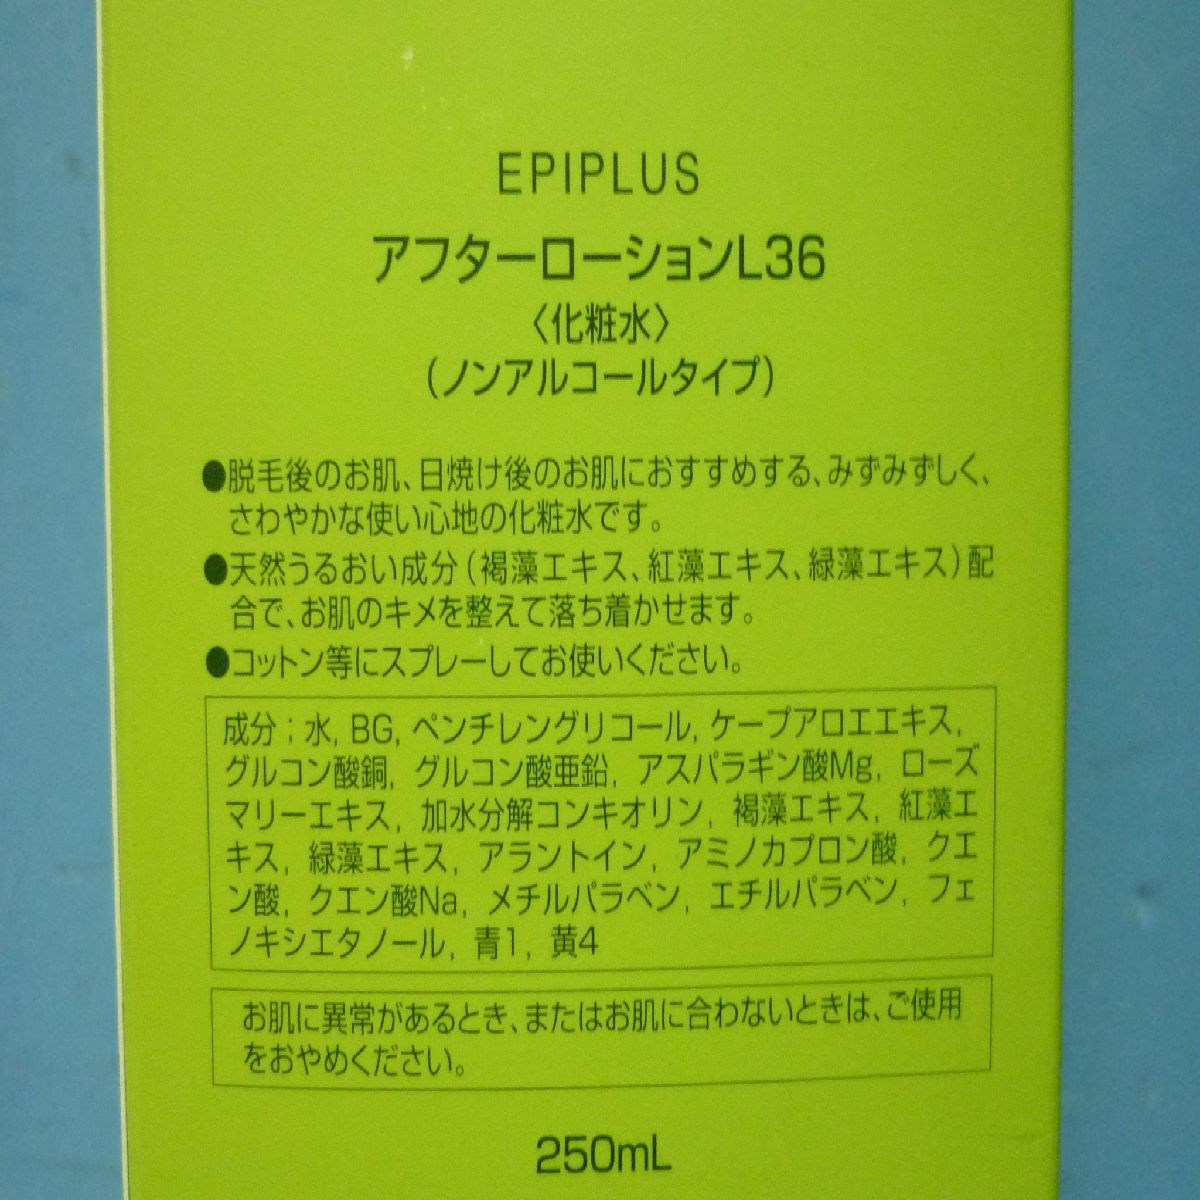 EPIPLUS
アフターローションL36
〈化粧水〉
(ノンアルコールタイプ)
●脱毛後のお肌、日焼け後のお肌におすすめする、みずみずしく、
さわやかな使い心地の化粧水です。
●天然うるおい成分(褐藻エキス、紅藻エキス、緑藻エキス)配
合で、お肌のキメを整えて落ち着かせます。
●コットン等にスプレーしてお使いください。
成分;水, BG, ペンチレングリコール, ケープアロエエキス,
グルコン酸銅, グルコン酸亜鉛, アスパラギン酸Mg, ローズ
マリーエキス, 加水分解コンキオリン, 褐藻エキス, 紅藻エ
キス, 緑藻エキス, アラントイン, アミノカプロン酸, クエ
ン酸, クエン酸Na, メチルパラベン, エチルパラベン, フェ
ノキシエタノール, 青1, 黄4
お肌に異常があるとき、またはお肌に合わないときは、ご使用
をおやめください。
250mL